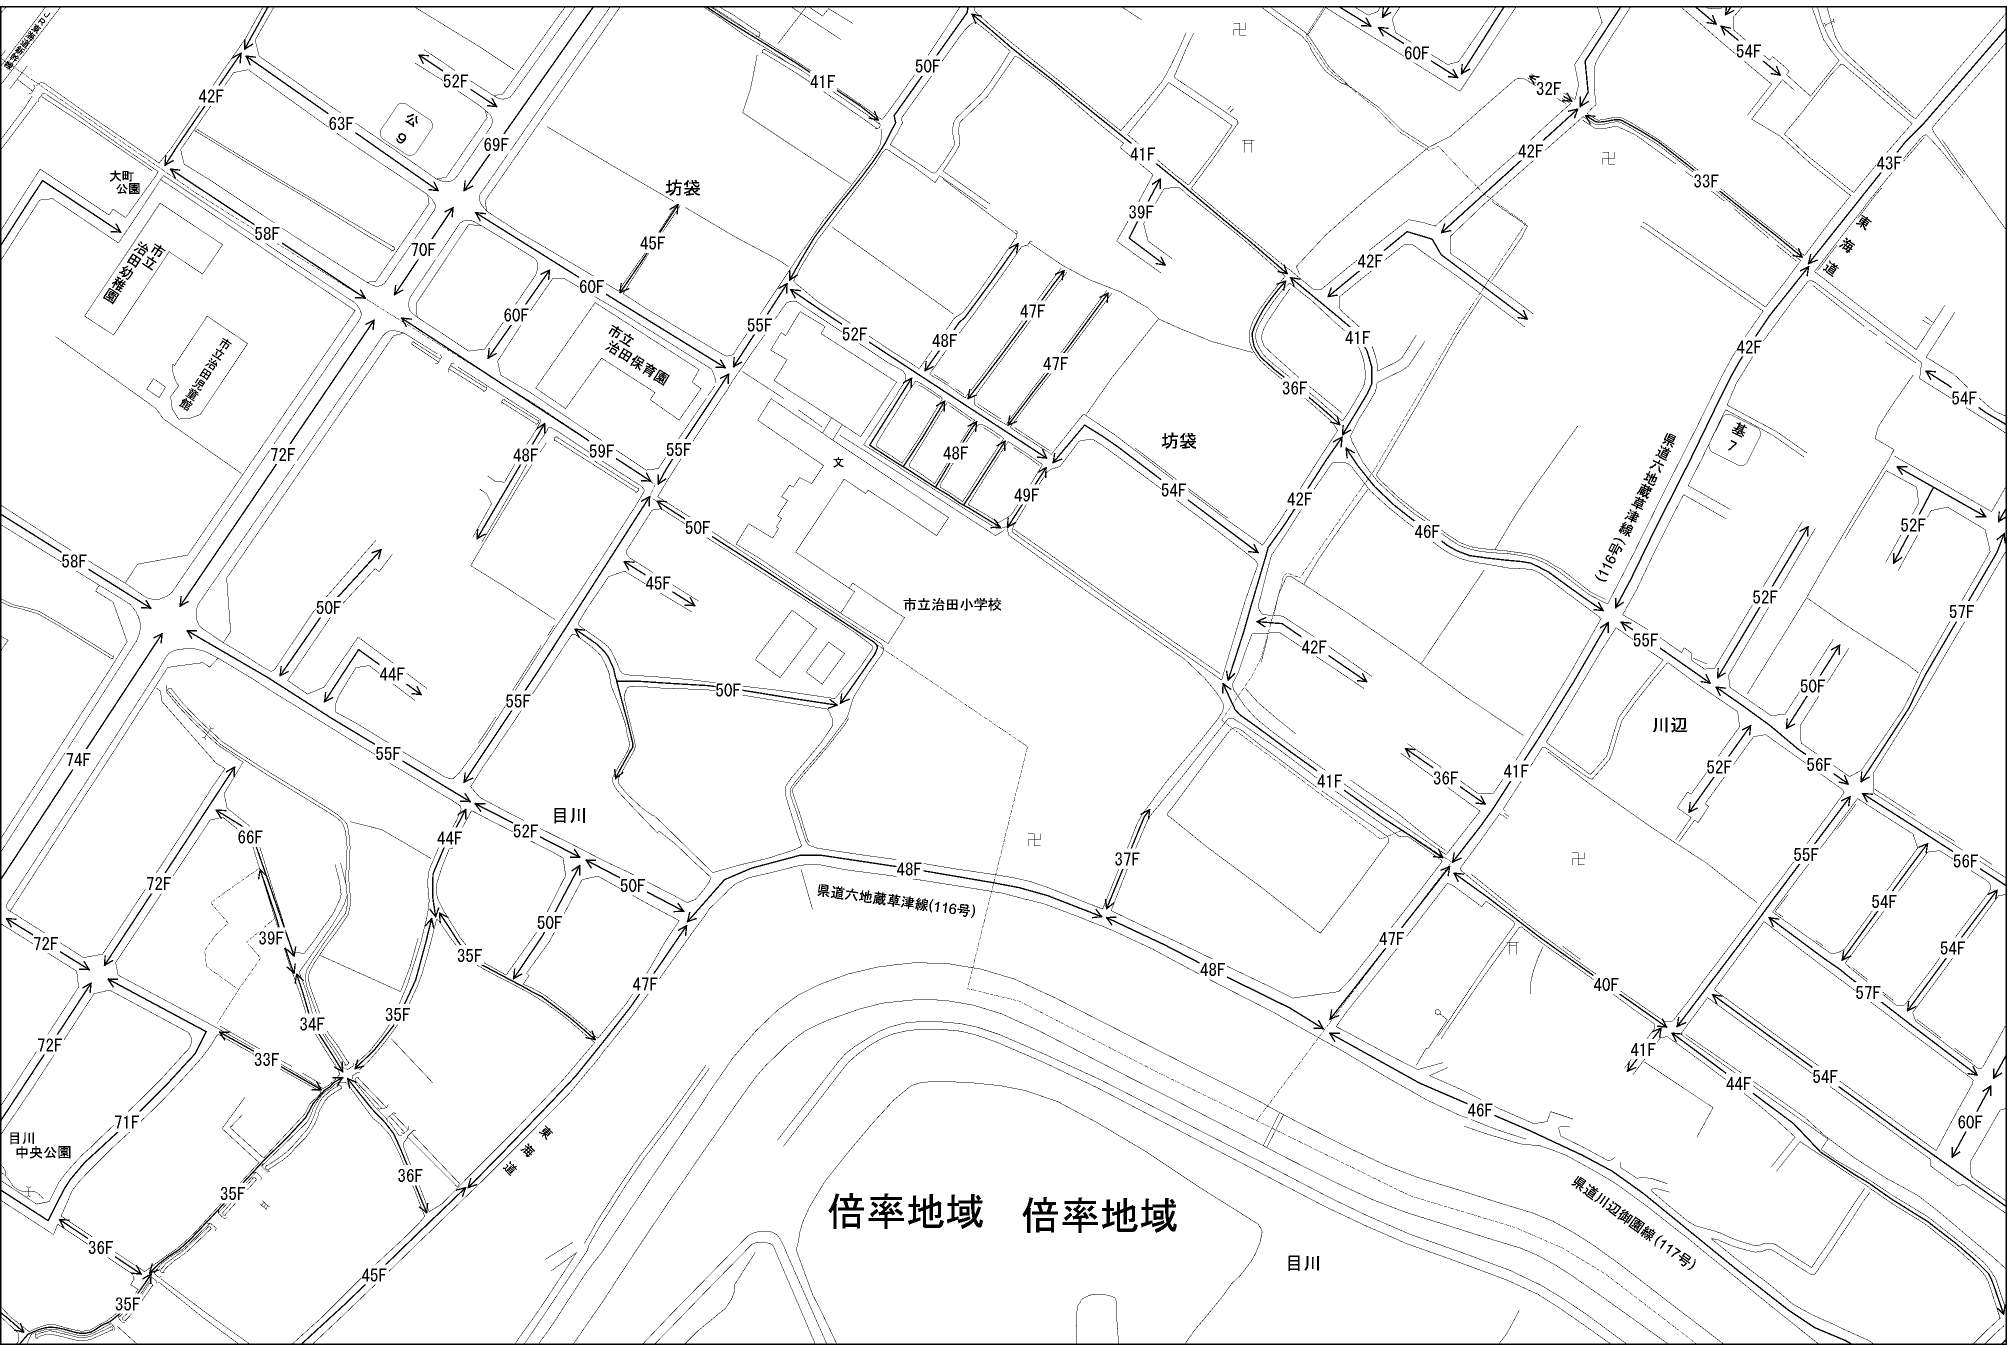 50F
60F
54F
42F
52F
41F
32F
公
9
63F
69F
41F
42F
43F
大町
公園
坊袋
33F
39F
58F
70F
45F
東海道
市立
治田幼稚園
60F
60F
42F
47F
55F
52F
48F
47F
41F
42F
市立
治田保育園
市立治田児童館
36F
54F
72F
48F
59F
55F
文
48F
坊袋
基
7
54F
49F
42F
県道六地蔵草津線(116号)
52F
50F
46F
58F
45F
50F
市立治田小学校
52F
57F
44F
42F
55F
50F
55F
50F
川辺
74F
55F
41F
36F
41F
52F
56F
目川
52F
44F
66F
37F
55F
56F
72F
50F
48F
県道六地蔵草津線(116号)
50F
39F
35F
47F
54F
72F
47F
48F
40F
57F
54F
34F
35F
72F
33F
41F
54F
44F
71F
46F
60F
目川
中央公園
東海道
36F
35F
倍率地域 倍率地域
県道川辺御園線(117号)
36F
45F
目川
35F